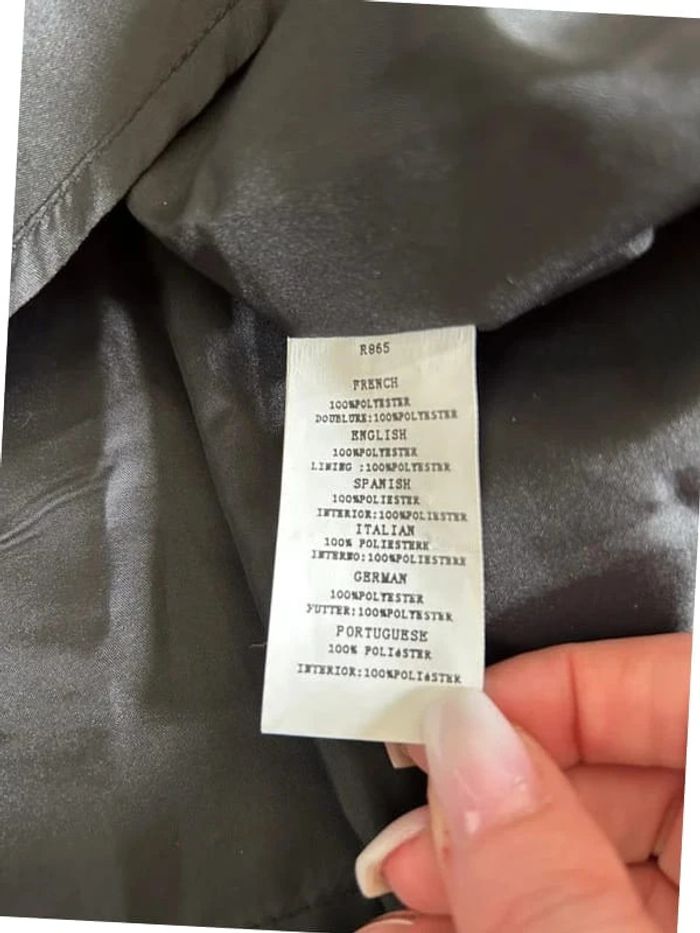 R865
FRENCH
100%POLYESTER
DOUBLURE:100%POLYESTER
ENGLISH
100%POLYESTER
LINING :100%POLYESTER
SPANISH
100%POLIESTER
INTERIOR:100%POLIESTER
ITALIAN
100% POLIESTERE
INTERNO:100%POLIESTERE
GERMAN
100%POLYESTER
FUTTER:100%POLYESTER
PORTUGUESE
100% POLIéSTER
INTERIOR:100%POLIéSTER